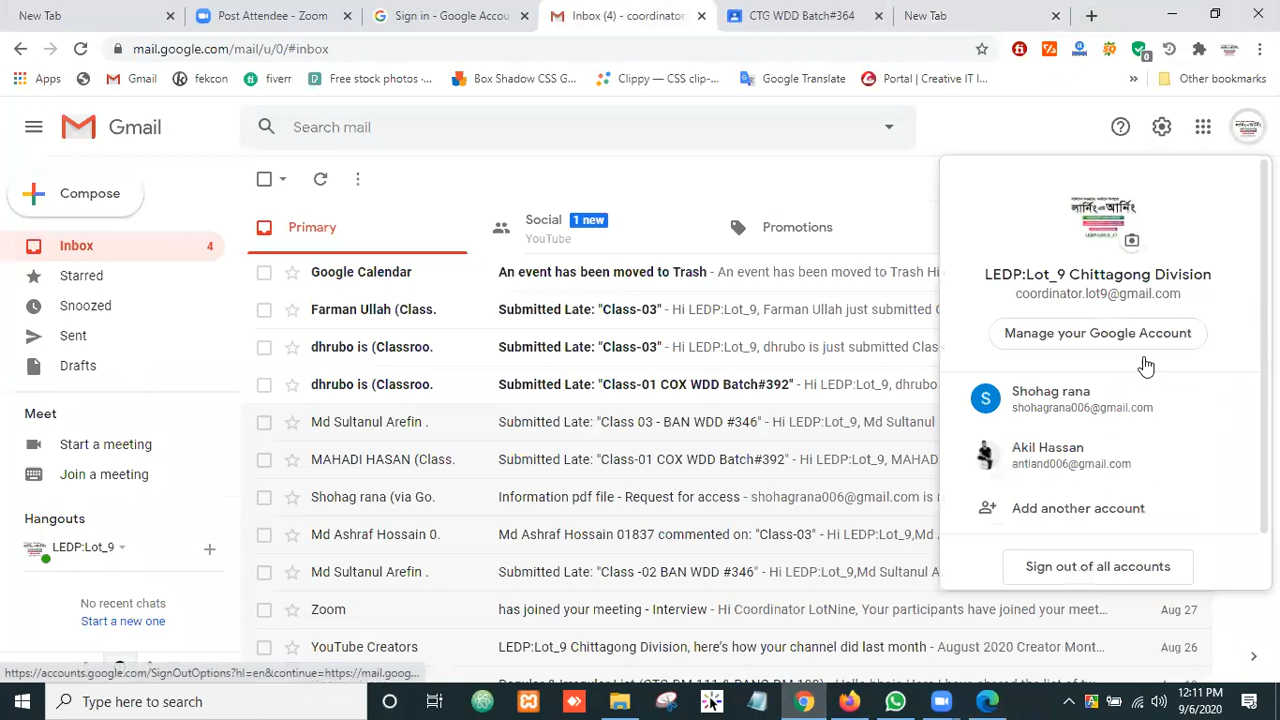 New Tab
Post Attendee - Zoom
Sign in - Google Accou
Inbox (4) - coordinator
CTG WDD Batch#364
New Tab
mail.google.com/mail/u/0/#inbox
0
Apps
Gmail
fekcon
fiverr
Free stock photos -...
Box Shadow CSS G...
Clippy — CSS clip-...
Google Translate
Portal | Creative IT I...
Other bookmarks
Gmail
Search mail
Compose
Inbox 4
Starred
Snoozed
Sent
Drafts
Meet
Start a meeting
Join a meeting
Hangouts
LEDP:Lot_9
No recent chats
Start a new one
Primary
Social 1 new
YouTube
Promotions
Google Calendar An event has been moved to Trash - An event has been moved to Trash Hi
Farman Ullah (Class. Submitted Late: "Class-03" - Hi LEDP:Lot_9, Farman Ullah just submitted C
dhrubo is (Classroo. Submitted Late: "Class-03" - Hi LEDP:Lot_9, dhrubo is just submitted Clas
dhrubo is (Classroo. Submitted Late: "Class-01 COX WDD Batch#392" - Hi LEDP:Lot_9, dhrubo
Md Sultanul Arefin . Submitted Late: "Class 03 - BAN WDD #346" - Hi LEDP:Lot_9, Md Sultanul
MAHADI HASAN (Class. Submitted Late: "Class-01 COX WDD Batch#392" - Hi LEDP:Lot_9, MAHAD
Shohag rana (via Go. Information pdf file - Request for access - shohagrana006@gmail.com is r
Md Ashraf Hossain 0. Md Ashraf Hossain 01837 commented on: "Class-03" - Hi LEDP:Lot_9,Md
Md Sultanul Arefin . Submitted Late: "Class -02 BAN WDD #346" - Hi LEDP:Lot_9, Md Sultanul A
Zoom has joined your meeting - Interview - Hi Coordinator LotNine, Your participants have joined your meet... Aug 27
YouTube Creators LEDP:Lot_9 Chittagong Division, here's how your channel did last month - August 2020 Creator Mont... Aug 26
লার্নিং এন্ড আর্নিং
LEDP:Lot_9 Chittagong Division
coordinator.lot9@gmail.com
Manage your Google Account
S
Shohag rana
shohagrana006@gmail.com
Akil Hassan
antland006@gmail.com
Add another account
Sign out of all accounts
https://accounts.google.com/SignOutOptions?hl=en&continue=https://mail.goog...
Type here to search
12:11 PM
9/6/2020